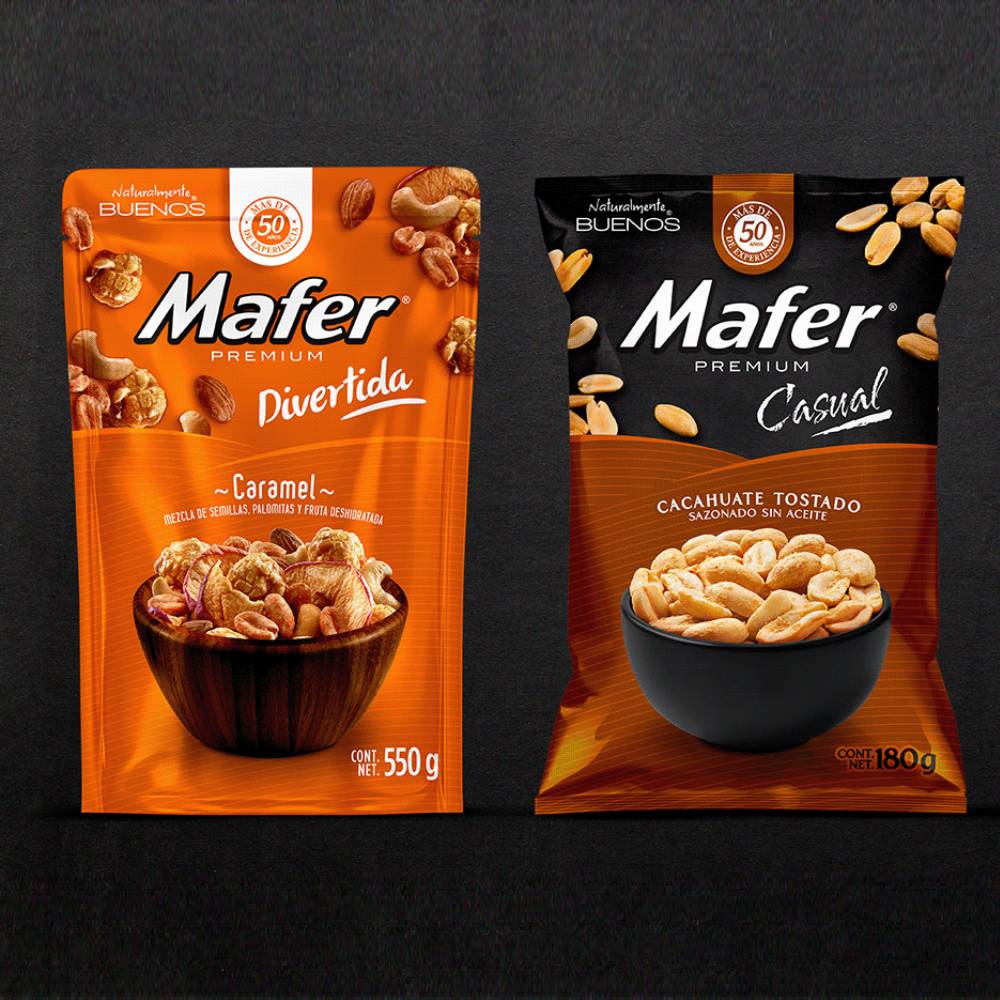 Naturalmente
BUENOS®
MÁS DE
50
AÑOS
DE EXPERIENCIA
Mafer®
PREMIUM
Divertida
~Caramel~
MEZCLA DE SEMILLAS, PALOMITAS Y FRUTA DESHIDRATADA
CONT.
NET. 550 g
Naturalmente
BUENOS®
MÁS DE
50
AÑOS
DE EXPERIENCIA
Mafer®
PREMIUM
Casual
CACAHUATE TOSTADO
SAZONADO SIN ACEITE
CONT.
NET. 180g